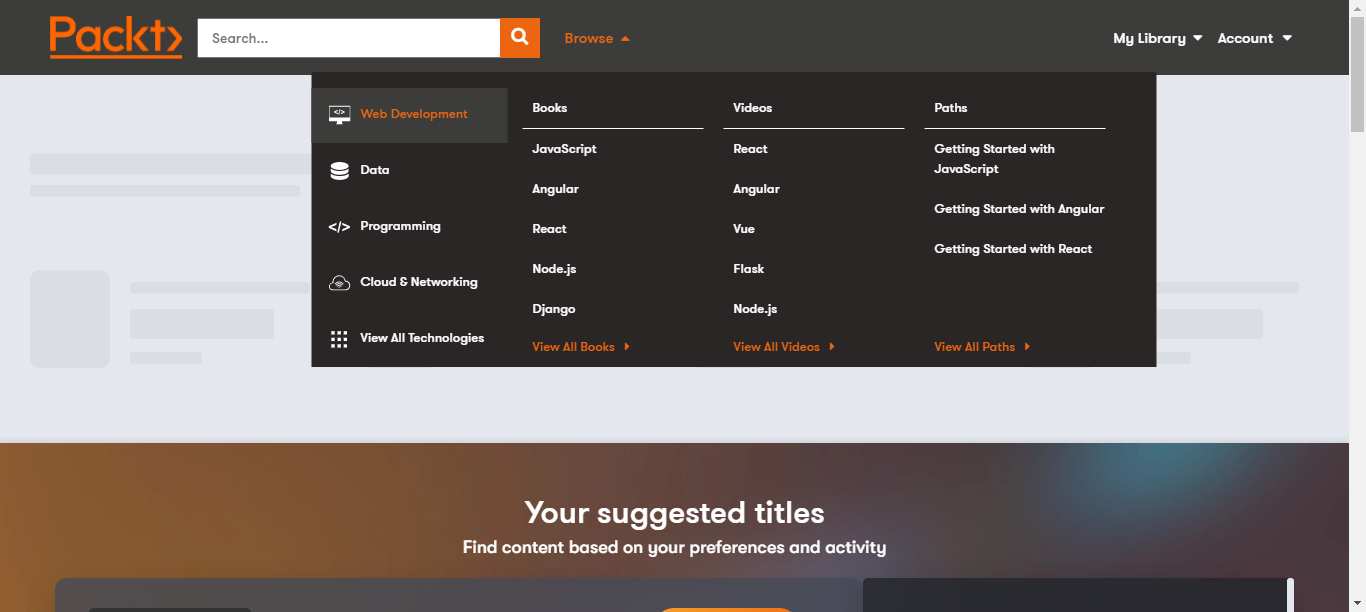 Packt
Search...
Browse
My Library
Account
Web Development
Data
Programming
Cloud & Networking
View All Technologies
Books
JavaScript
Angular
React
Node.js
Django
View All Books
Videos
React
Angular
Vue
Flask
Node.js
View All Videos
Paths
Getting Started with
JavaScript
Getting Started with Angular
Getting Started with React
View All Paths
Your suggested titles
Find content based on your preferences and activity